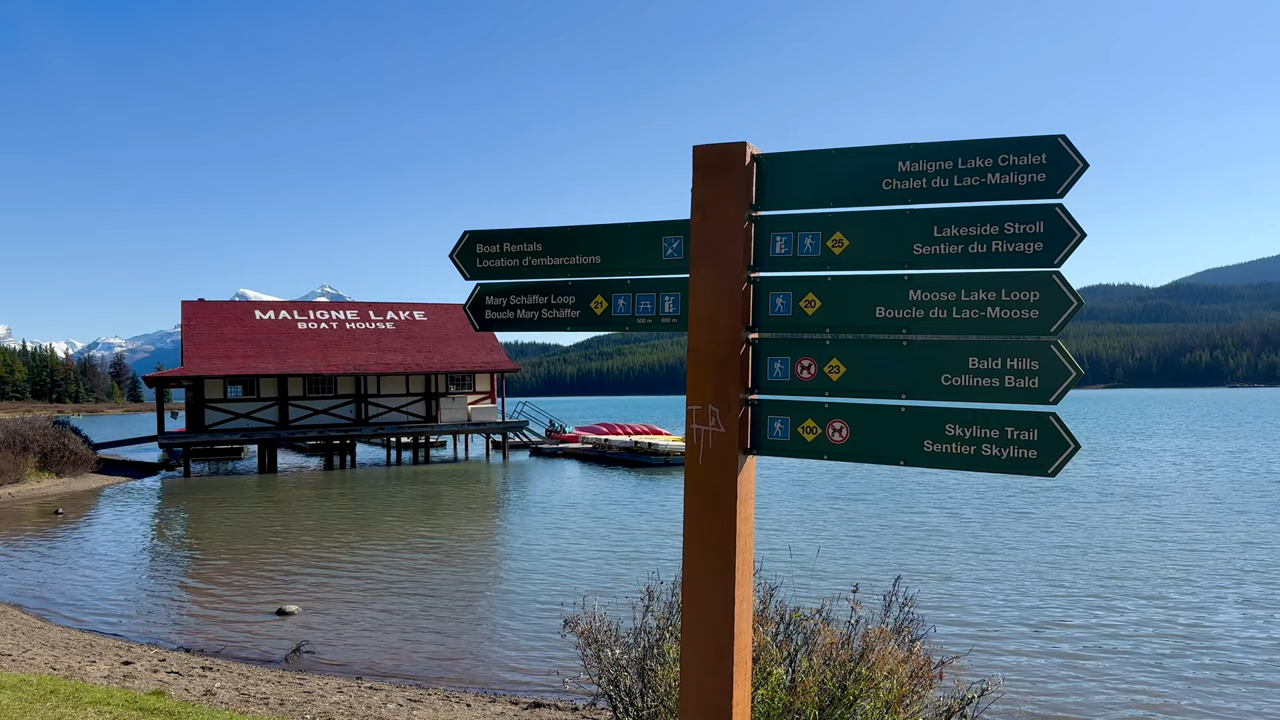 MALIGNE LAKE
BOAT HOUSE
Boat Rentals
Location d'embarcations
Mary Schäffer Loop
Boucle Mary Schäffer
21
500 m
800 m
Maligne Lake Chalet
Chalet du Lac-Maligne
Lakeside Stroll
Sentier du Rivage
25
Moose Lake Loop
Boucle du Lac-Moose
20
Bald Hills
Collines Bald
23
Skyline Trail
Sentier Skyline
100